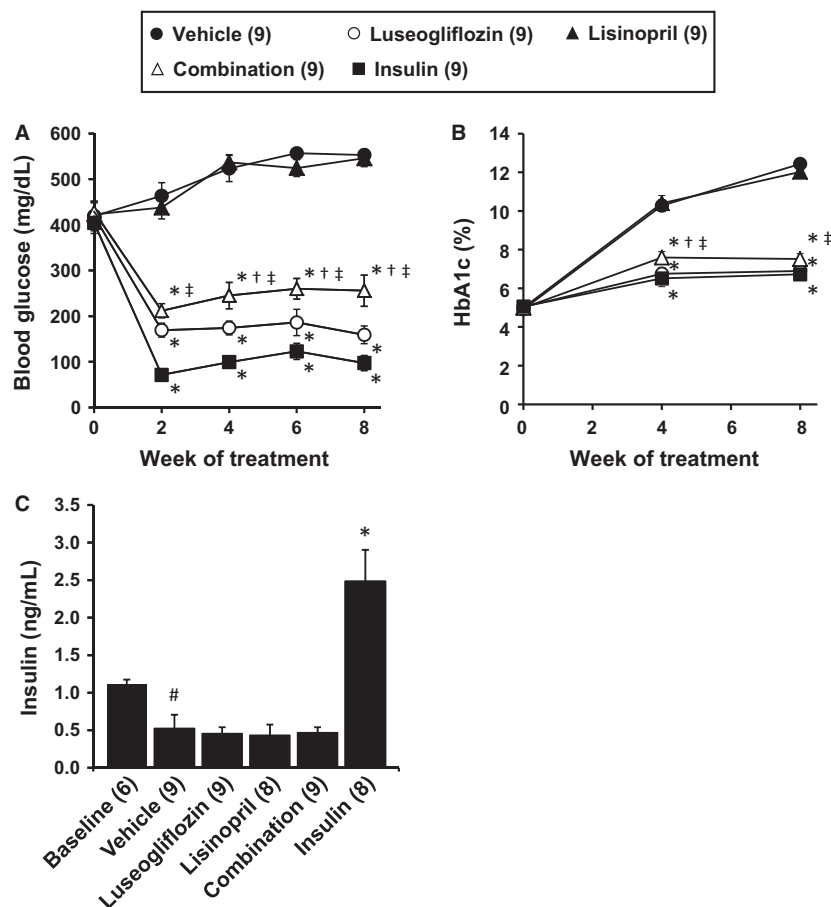 Vehicle (9) Luseogliflozin (9) Lisinopril (9)
Combination (9) Insulin (9)
A
Blood glucose (mg/dL)
600
500
400
300
200
100
0
* ‡ * † ‡ * † ‡ * † ‡
* * * *
* * * *
0 2 4 6 8
Week of treatment
B
HbA1c (%)
14
12
10
8
6
4
2
0
* † ‡ * ‡
* *
* *
0 2 4 6 8
Week of treatment
C
Insulin (ng/mL)
3.5
3.0
2.5
2.0
1.5
1.0
0.5
0.0
#
*
Baseline (6)
Vehicle (9)
Luseogliflozin (9)
Lisinopril (8)
Combination (9)
Insulin (8)